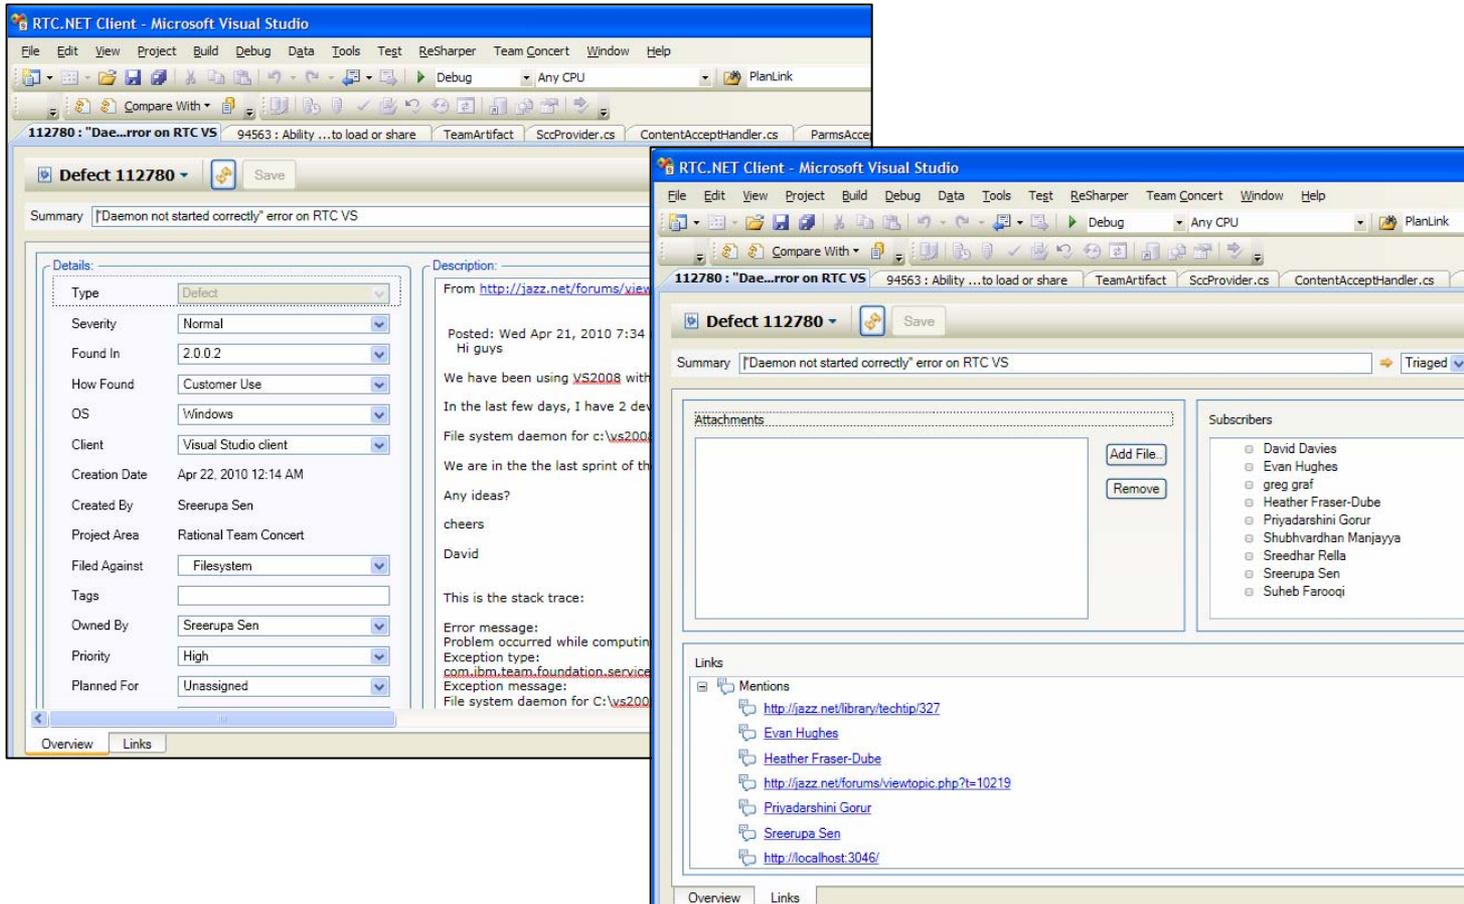 RTC.NET Client - Microsoft Visual Studio
File Edit View Project Build Debug Data Tools Test ReSharper Team Concert Window Help
Debug Any CPU PlanLink
Compare With
112780 : "Dae...rror on RTC VS 94563 : Ability ...to load or share TeamArtifact SccProvider.cs ContentAcceptHandler.cs ParmsAccep
Defect 112780 Save
Summary "Daemon not started correctly" error on RTC VS
Details:
Type Defect
Severity Normal
Found In 2.0.0.2
How Found Customer Use
OS Windows
Client Visual Studio client
Creation Date Apr 22, 2010 12:14 AM
Created By Sreerupa Sen
Project Area Rational Team Concert
Filed Against Filesystem
Tags
Owned By Sreerupa Sen
Priority High
Planned For Unassigned
Description:
From http://jazz.net/forums/view
Posted: Wed Apr 21, 2010 7:34
Hi guys
We have been using VS2008 with
In the last few days, I have 2 dev
File system daemon for c:\vs2008
We are in the the last sprint of th
Any ideas?
cheers
David
This is the stack trace:
Error message:
Problem occurred while computin
Exception type:
com.ibm.team.foundation.service
Exception message:
File system daemon for C:\vs200
Overview Links
RTC.NET Client - Microsoft Visual Studio
File Edit View Project Build Debug Data Tools Test ReSharper Team Concert Window Help
Debug Any CPU PlanLink
Compare With
112780 : "Dae...rror on RTC VS 94563 : Ability ...to load or share TeamArtifact SccProvider.cs ContentAcceptHandler.cs
Defect 112780 Save
Summary "Daemon not started correctly" error on RTC VS Triaged
Attachments
Add File..
Remove
Subscribers
David Davies
Evan Hughes
greg graf
Heather Fraser-Dube
Priyadarshini Gorur
Shubhvardhan Manjayya
Sreedhar Rella
Sreerupa Sen
Suheb Farooqi
Links
Mentions
http://jazz.net/library/techtip/327
Evan Hughes
Heather Fraser-Dube
http://jazz.net/forums/viewtopic.php?t=10219
Priyadarshini Gorur
Sreerupa Sen
http://localhost:3046/
Overview Links